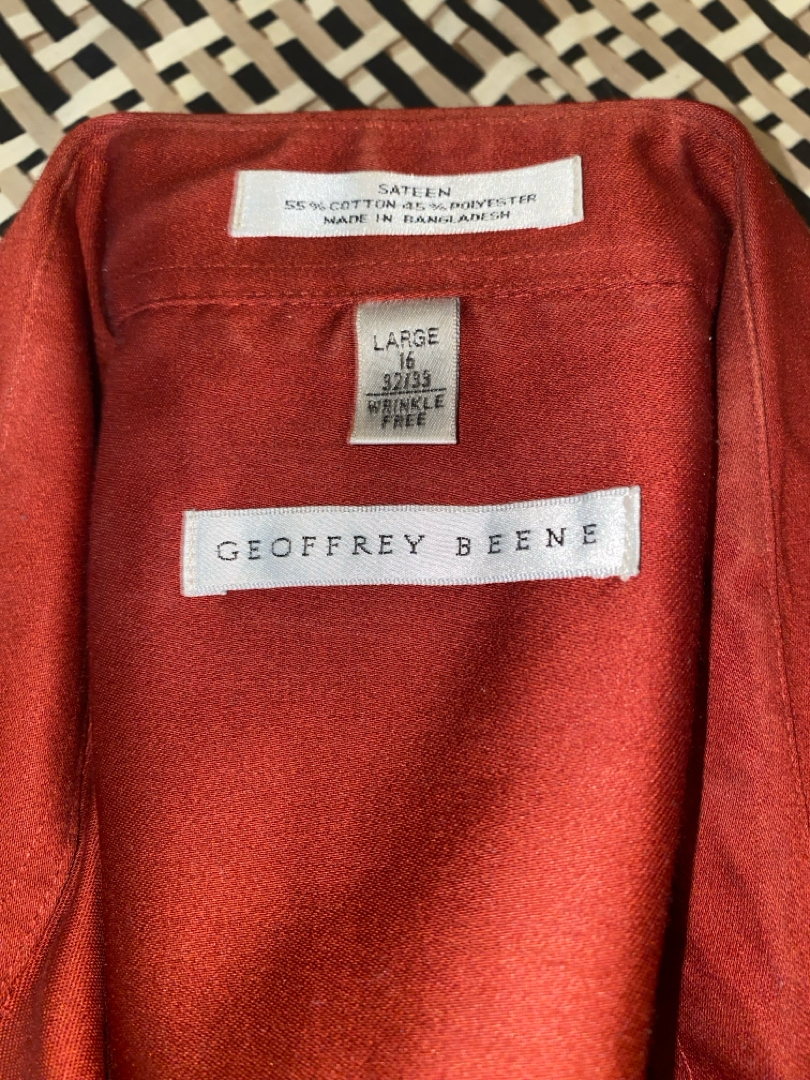 SATEEN
55% COTTON 45% POLYESTER
MADE IN BANGLADESH
LARGE
16
32/33
WRINKLE
FREE
GEOFFREY BEENE